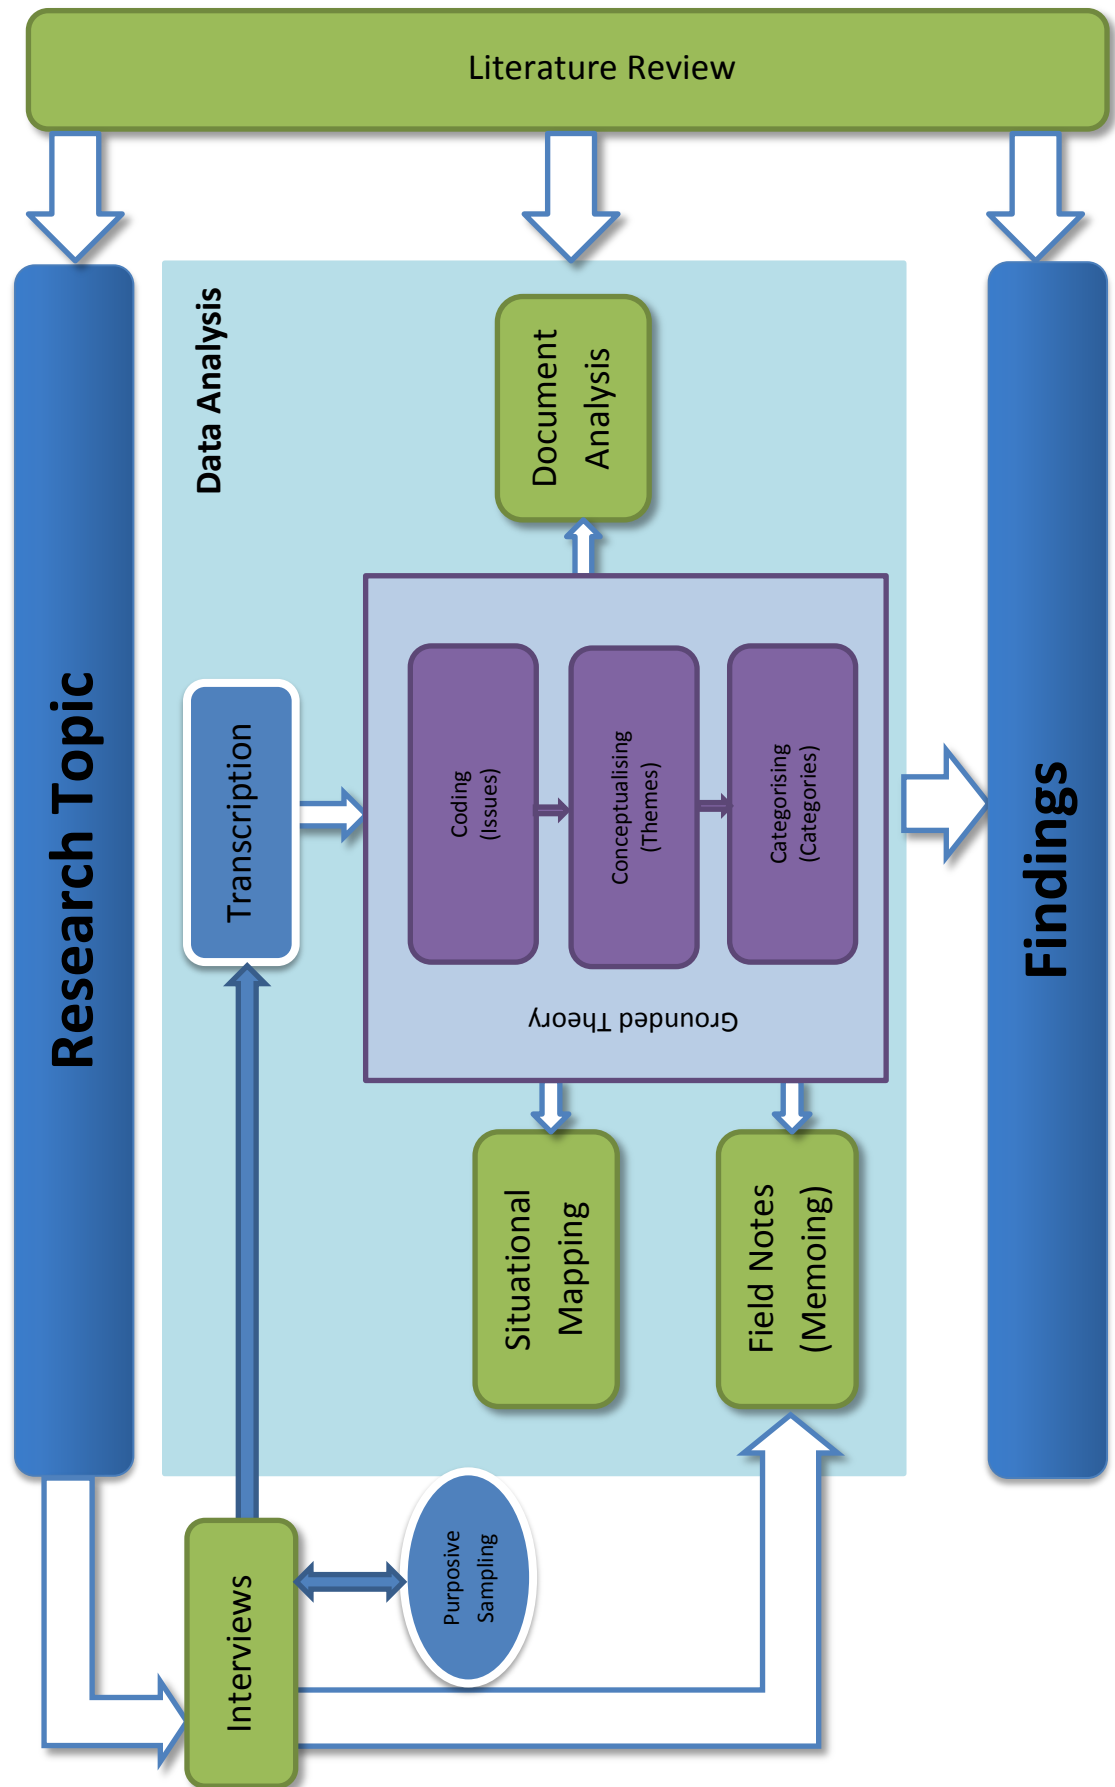 Literature Review
Research Topic
Data Analysis
Document
Analysis
Transcription
Coding
(Issues)
Conceptualising
(Themes)
Categorising
(Categories)
Grounded Theory
Situational
Mapping
Field Notes
(Memoing)
Interviews
Purposive
Sampling
Findings